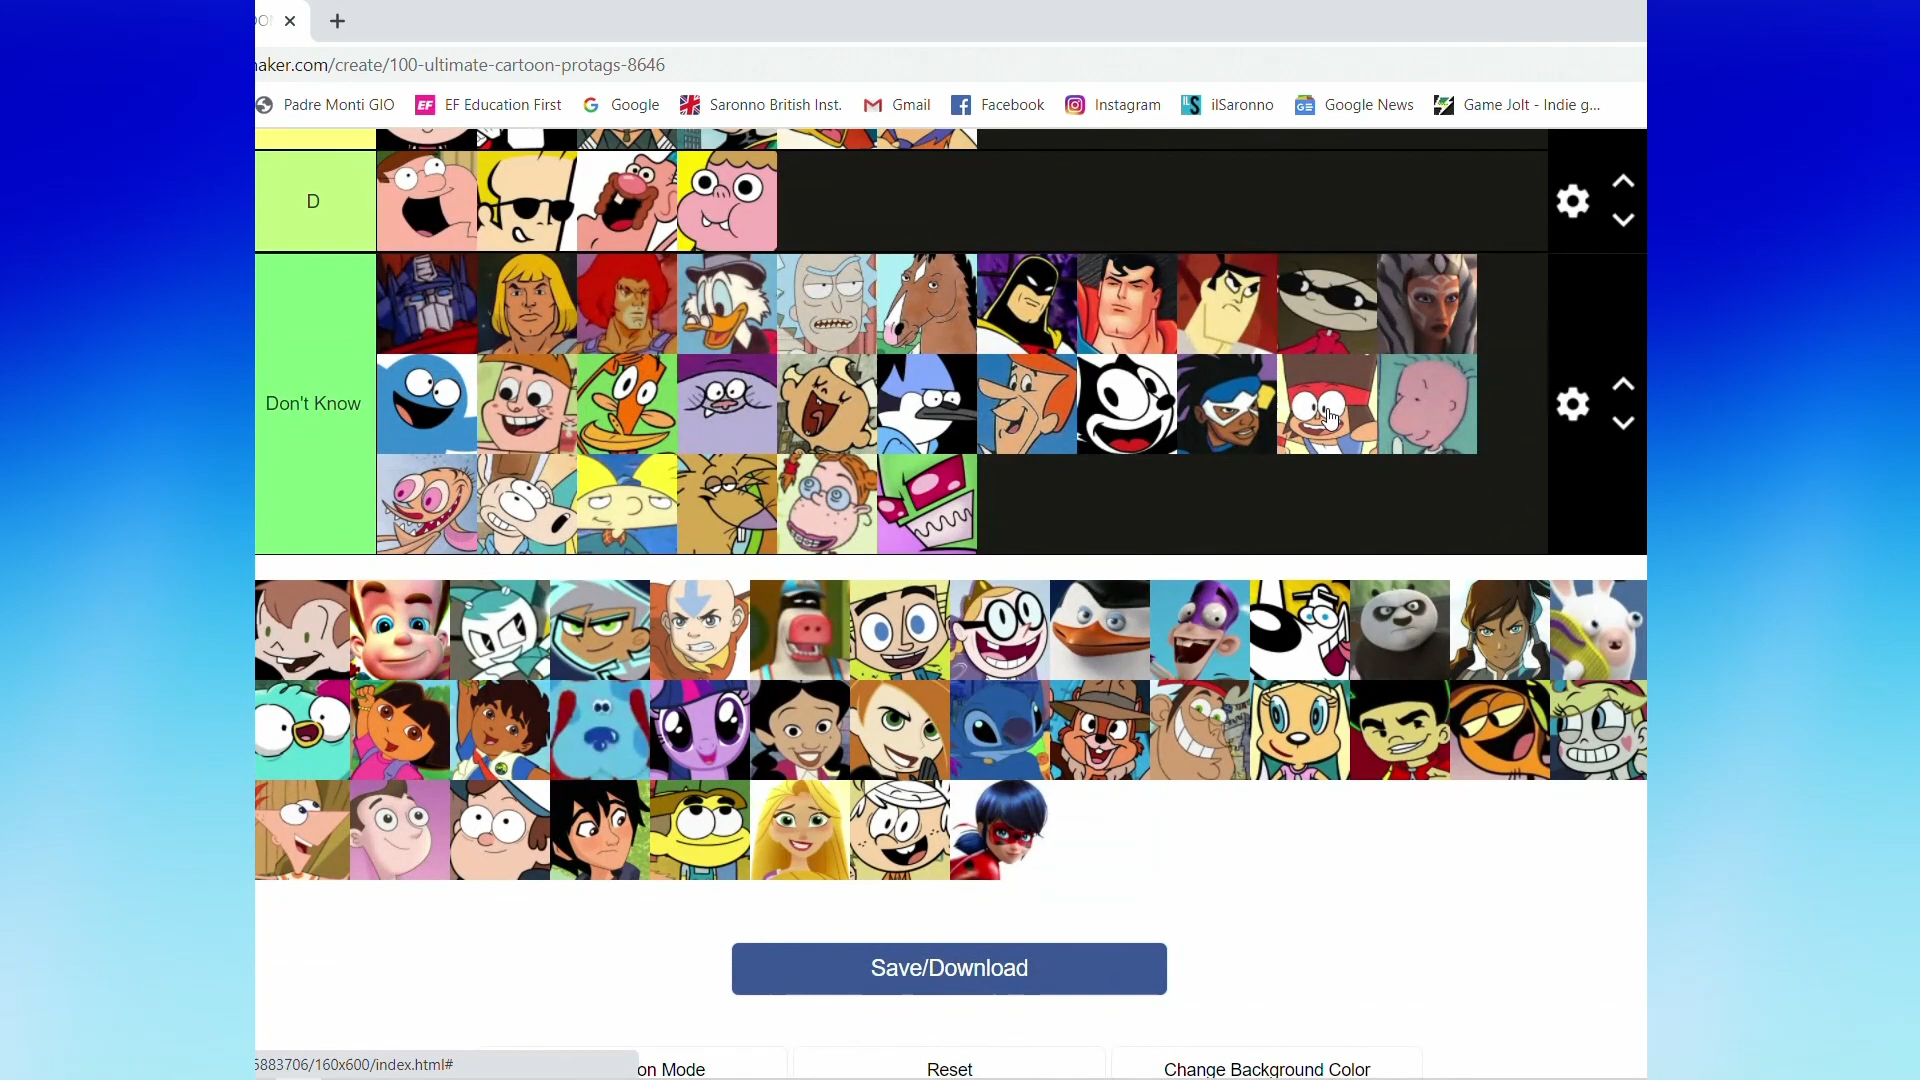 aker.com/create/100-ultimate-cartoon-protags-8646
Padre Monti GIO EF EF Education First Google Saronno British Inst. Gmail Facebook Instagram ilSaronno Google News Game Jolt - Indie g...
D
Don't Know
Save/Download
5883706/160x600/index.html#
on Mode Reset Change Background Color